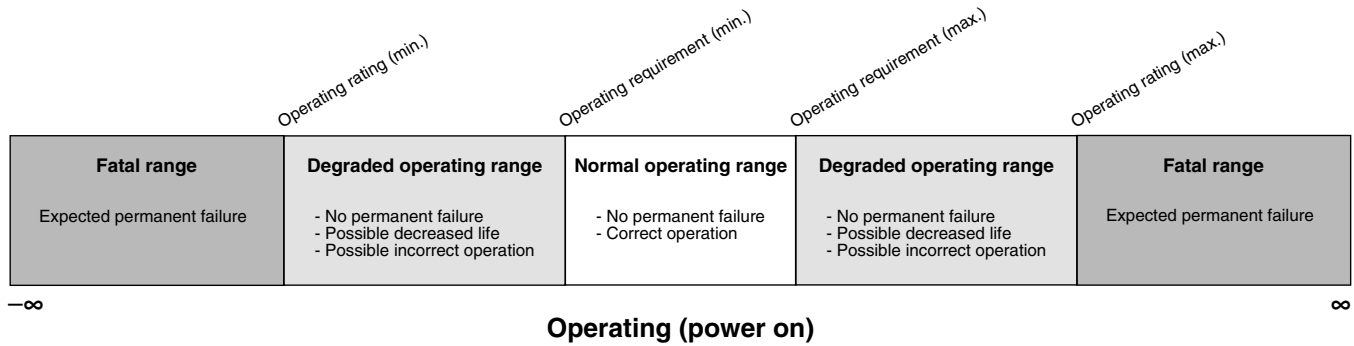 Operating rating (min.)
Operating requirement (min.)
Operating requirement (max.)
Operating rating (max.)
Fatal range
Expected permanent failure
Degraded operating range
- No permanent failure
- Possible decreased life
- Possible incorrect operation
Normal operating range
- No permanent failure
- Correct operation
Degraded operating range
- No permanent failure
- Possible decreased life
- Possible incorrect operation
Fatal range
Expected permanent failure
–∞
∞
Operating (power on)